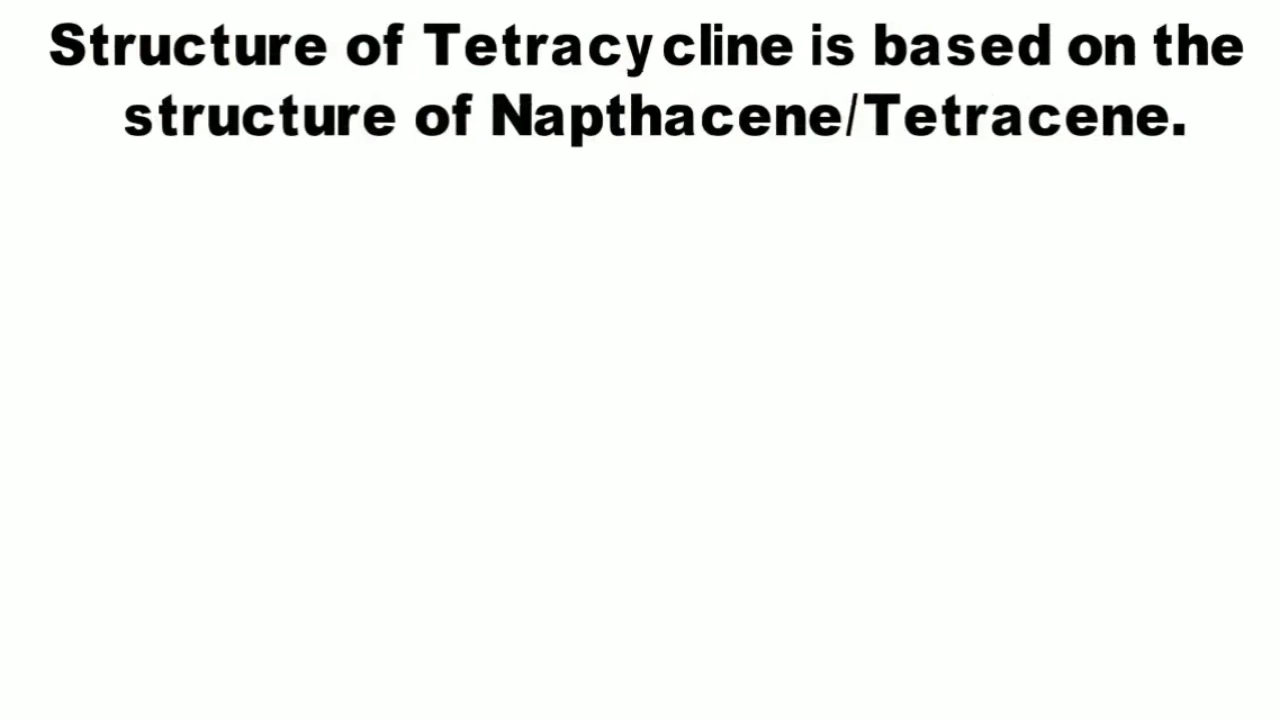 Structure of Tetracycline is based on the
structure of Napthacene/Tetracene.